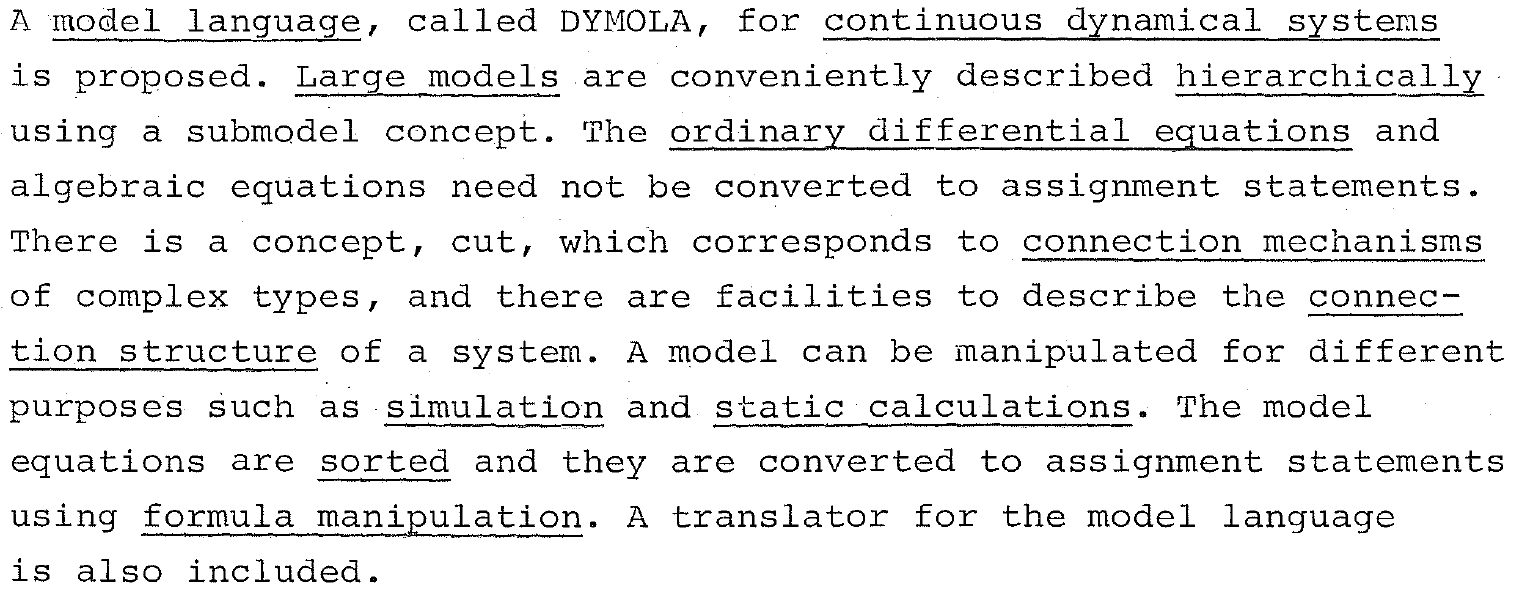 A model language, called DYMOLA, for continuous dynamical systems
is proposed. Large models are conveniently described hierarchically
using a submodel concept. The ordinary differential equations and
algebraic equations need not be converted to assignment statements.
There is a concept, cut, which corresponds to connection mechanisms
of complex types, and there are facilities to describe the connec-
tion structure of a system. A model can be manipulated for different
purposes such as simulation and static calculations. The model
equations are sorted and they are converted to assignment statements
using formula manipulation. A translator for the model language
is also included.